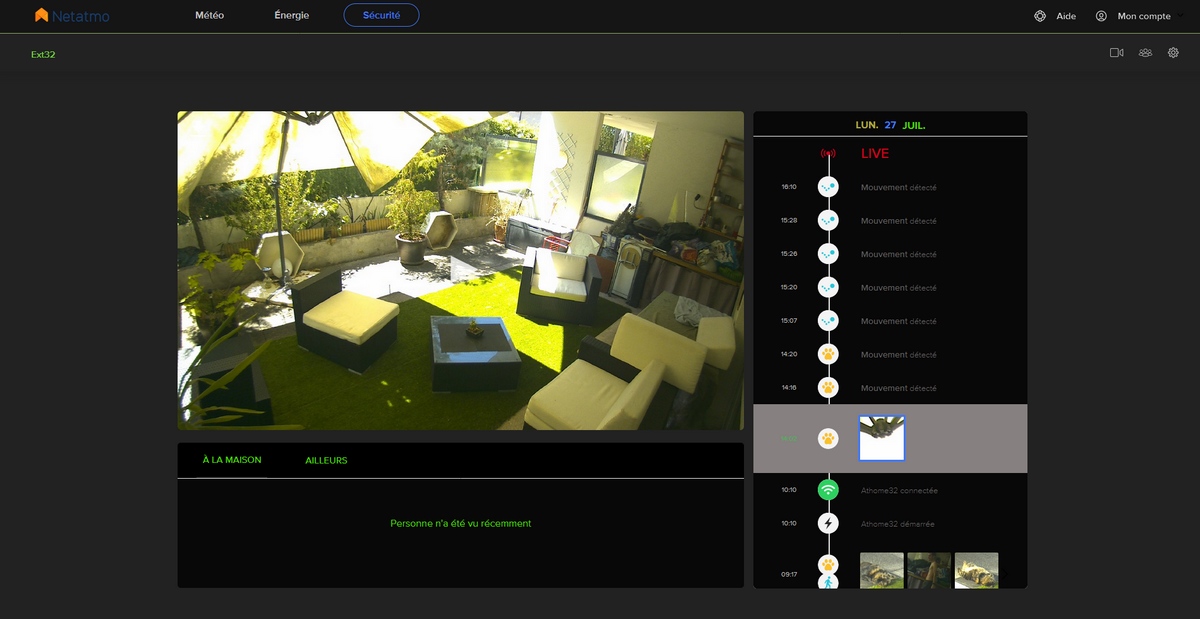 Netatmo
Météo
Énergie
Sécurité
Aide
Mon compte
Ext32
LUN. 27 JUIL.
LIVE
16:10 Mouvement détecté
15:28 Mouvement détecté
15:26 Mouvement détecté
15:20 Mouvement détecté
15:07 Mouvement détecté
14:20 Mouvement détecté
14:16 Mouvement détecté
10:10 Athome32 connectée
10:10 Athome32 démarrée
09:17
À LA MAISON
AILLEURS
Personne n'a été vu récemment